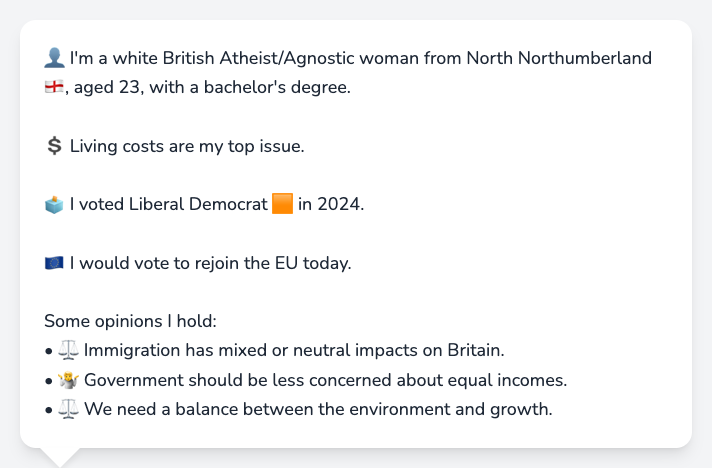 👤 I'm a white British Atheist/Agnostic woman from North Northumberland
🏴󠁧󠁢󠁥󠁮󠁧󠁿, aged 23, with a bachelor's degree.
💲 Living costs are my top issue.
🗳️ I voted Liberal Democrat 🟧 in 2024.
🇪🇺 I would vote to rejoin the EU today.
Some opinions I hold:
• ⚖️ Immigration has mixed or neutral impacts on Britain.
• 🤷 Government should be less concerned about equal incomes.
• ⚖️ We need a balance between the environment and growth.